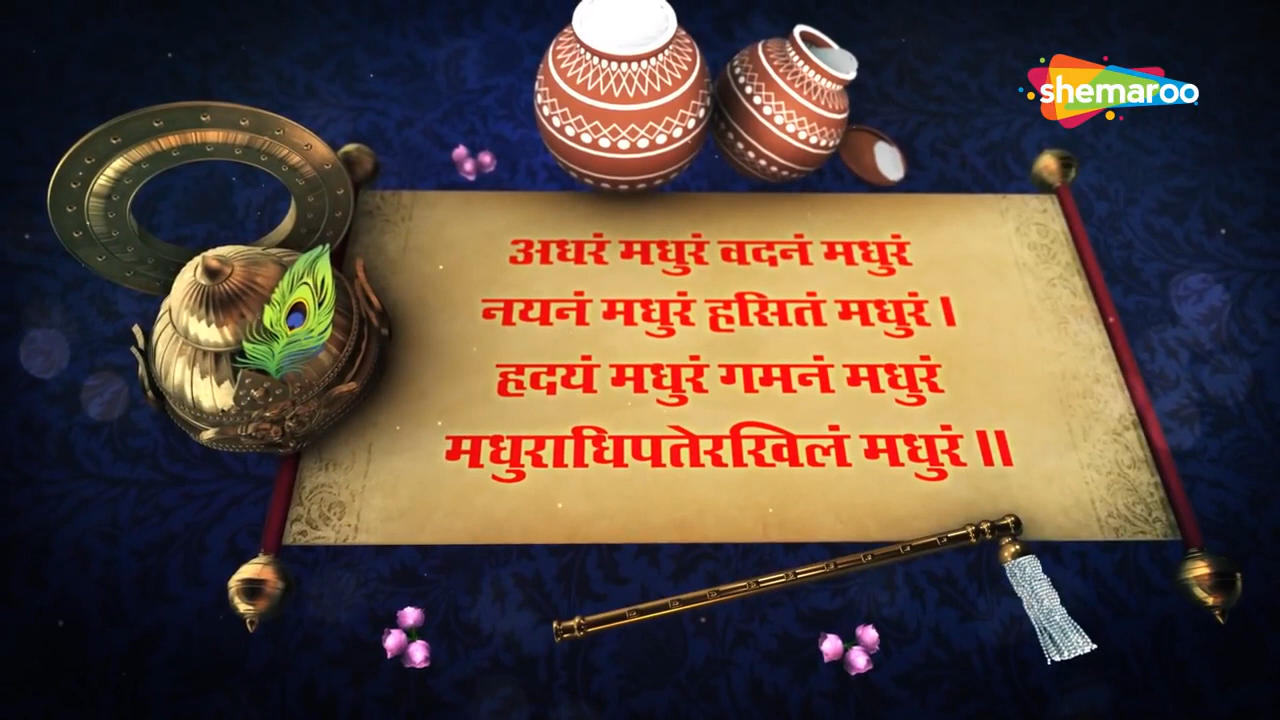 shemaroo
अधरं मधुरं वदनं मधुरं
नयनं मधुरं हसितं मधुरं ।
हृदयं मधुरं गमनं मधुरं
मधुराधिपतेरखिलं मधुरं ॥